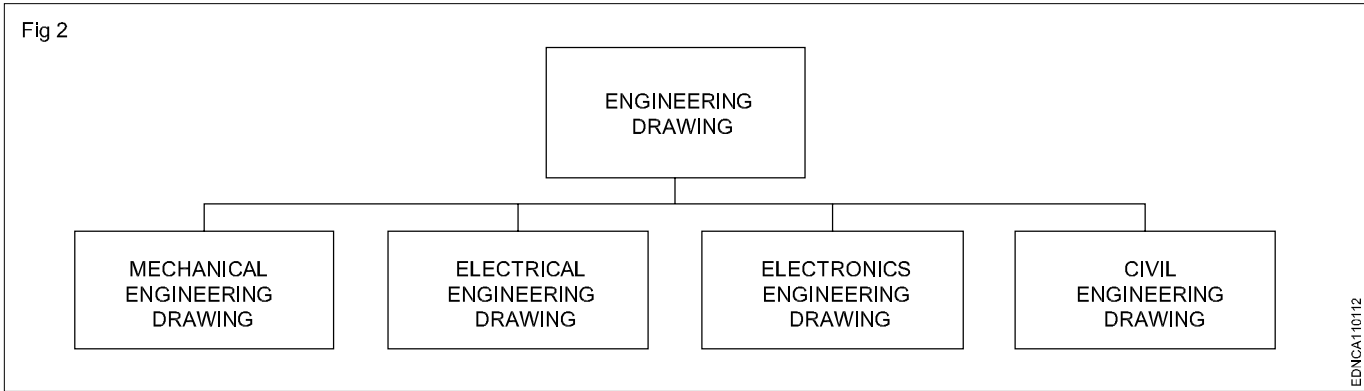 Fig 2
ENGINEERING
DRAWING
MECHANICAL
ENGINEERING
DRAWING
ELECTRICAL
ENGINEERING
DRAWING
ELECTRONICS
ENGINEERING
DRAWING
CIVIL
ENGINEERING
DRAWING
EDNCA110112